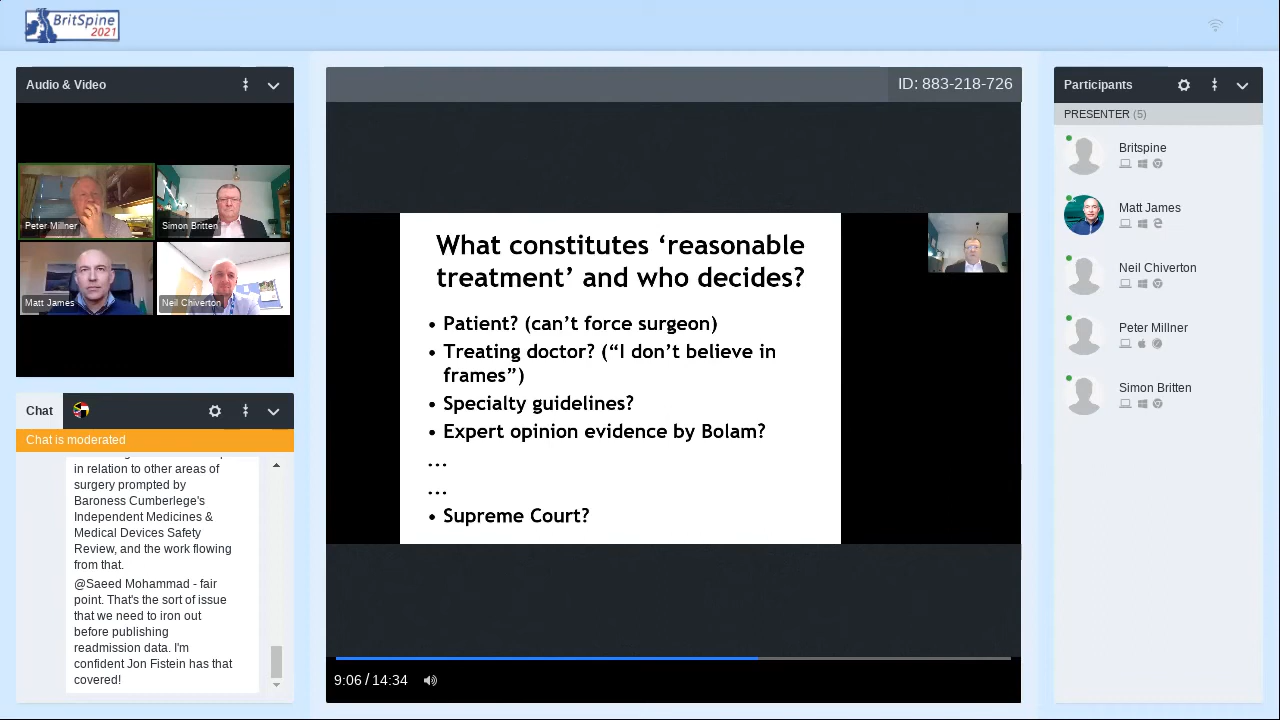 BritSpine
2021
Audio & Video
Peter Millner
Simon Britten
Matt James
Neil Chiverton
Chat
Chat is moderated
in relation to other areas of
surgery prompted by
Baroness Cumberlege's
Independent Medicines &
Medical Devices Safety
Review, and the work flowing
from that.
@Saeed Mohammad - fair
point. That's the sort of issue
that we need to iron out
before publishing
readmission data. I'm
confident Jon Fistein has that
covered!
ID: 883-218-726
What constitutes ‘reasonable
treatment’ and who decides?
• Patient? (can’t force surgeon)
• Treating doctor? (“I don’t believe in
frames”)
• Specialty guidelines?
• Expert opinion evidence by Bolam?
...
...
• Supreme Court?
9:06 / 14:34
Participants
PRESENTER (5)
Britspine
Matt James
Neil Chiverton
Peter Millner
Simon Britten